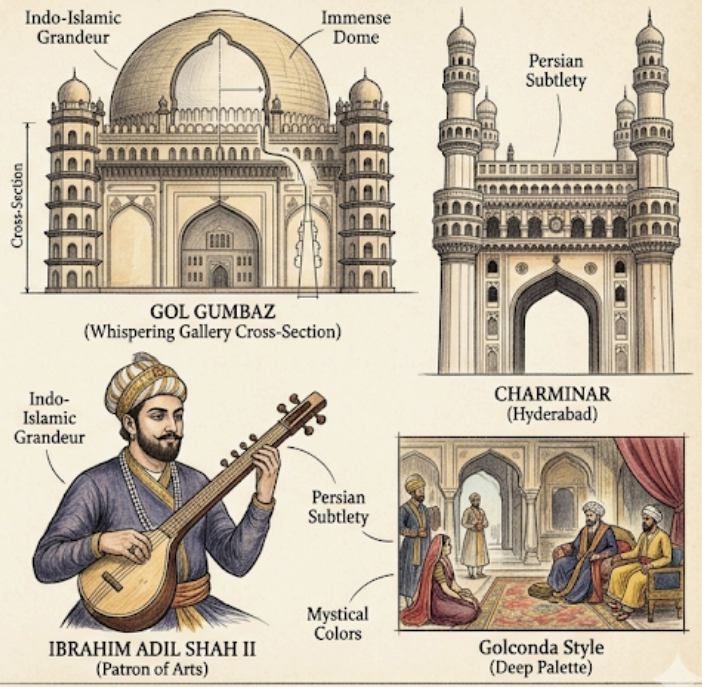 Indo-Islamic
Grandeur
Immense
Dome
Persian
Subtlety
Cross-Section
GOL GUMBAZ
(Whispering Gallery Cross-Section)
CHARMINAR
(Hyderabad)
Indo-
Islamic
Grandeur
Persian
Subtlety
Mystical
Colors
IBRAHIM ADIL SHAH II
(Patron of Arts)
Golconda Style
(Deep Palette)